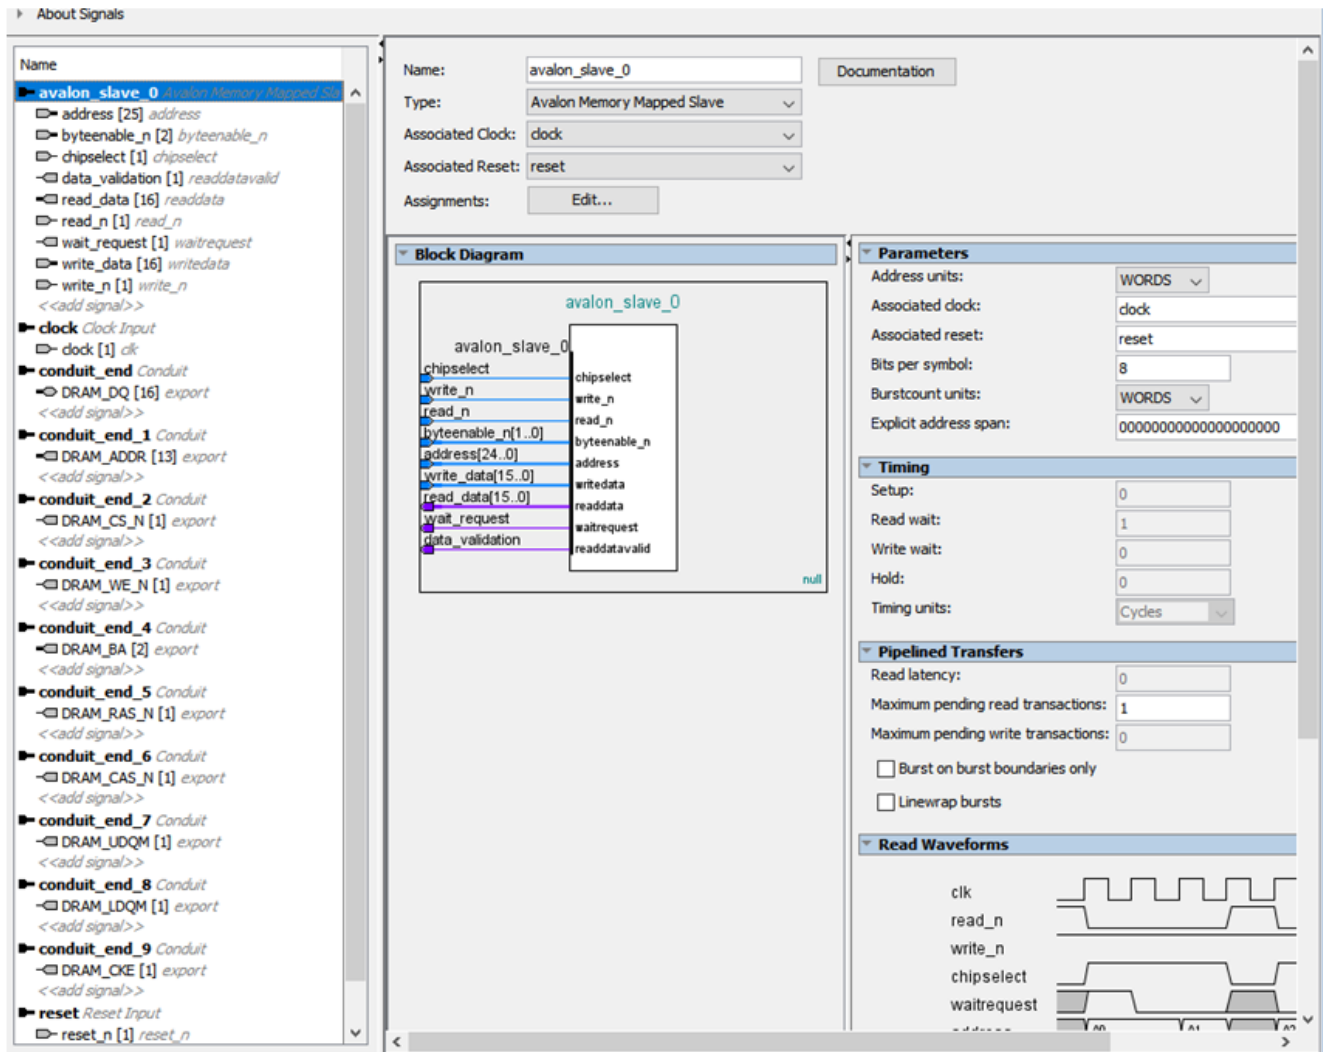 About Signals
Name
avalon_slave_0 Avalon Memory Mapped Sla
address [25] address
byteenable_n [2] byteenable_n
chipselect [1] chipselect
data_validation [1] readdatavalid
read_data [16] readdata
read_n [1] read_n
wait_request [1] waitrequest
write_data [16] writedata
write_n [1] write_n
<<add signal>>
clock Clock Input
clock [1] clk
conduit_end Conduit
DRAM_DQ [16] export
<<add signal>>
conduit_end_1 Conduit
DRAM_ADDR [13] export
<<add signal>>
conduit_end_2 Conduit
DRAM_CS_N [1] export
<<add signal>>
conduit_end_3 Conduit
DRAM_WE_N [1] export
<<add signal>>
conduit_end_4 Conduit
DRAM_BA [2] export
<<add signal>>
conduit_end_5 Conduit
DRAM_RAS_N [1] export
<<add signal>>
conduit_end_6 Conduit
DRAM_CAS_N [1] export
<<add signal>>
conduit_end_7 Conduit
DRAM_UDQM [1] export
<<add signal>>
conduit_end_8 Conduit
DRAM_LDQM [1] export
<<add signal>>
conduit_end_9 Conduit
DRAM_CKE [1] export
<<add signal>>
reset Reset Input
reset_n [1] reset_n
Name: avalon_slave_0 Documentation
Type: Avalon Memory Mapped Slave
Associated Clock: clock
Associated Reset: reset
Assignments: Edit...
Block Diagram
avalon_slave_0
avalon_slave_0
chipselect chipselect
write_n write_n
read_n read_n
byteenable_n[1..0] byteenable_n
address[24..0] address
write_data[15..0] writedata
read_data[15..0] readdata
wait_request waitrequest
data_validation readdatavalid
null
Parameters
Address units: WORDS
Associated clock: clock
Associated reset: reset
Bits per symbol: 8
Burstcount units: WORDS
Explicit address span: 00000000000000000000
Timing
Setup: 0
Read wait: 1
Write wait: 0
Hold: 0
Timing units: Cycles
Pipelined Transfers
Read latency: 0
Maximum pending read transactions: 1
Maximum pending write transactions: 0
Burst on burst boundaries only
Linewrap bursts
Read Waveforms
clk
read_n
write_n
chipselect
waitrequest